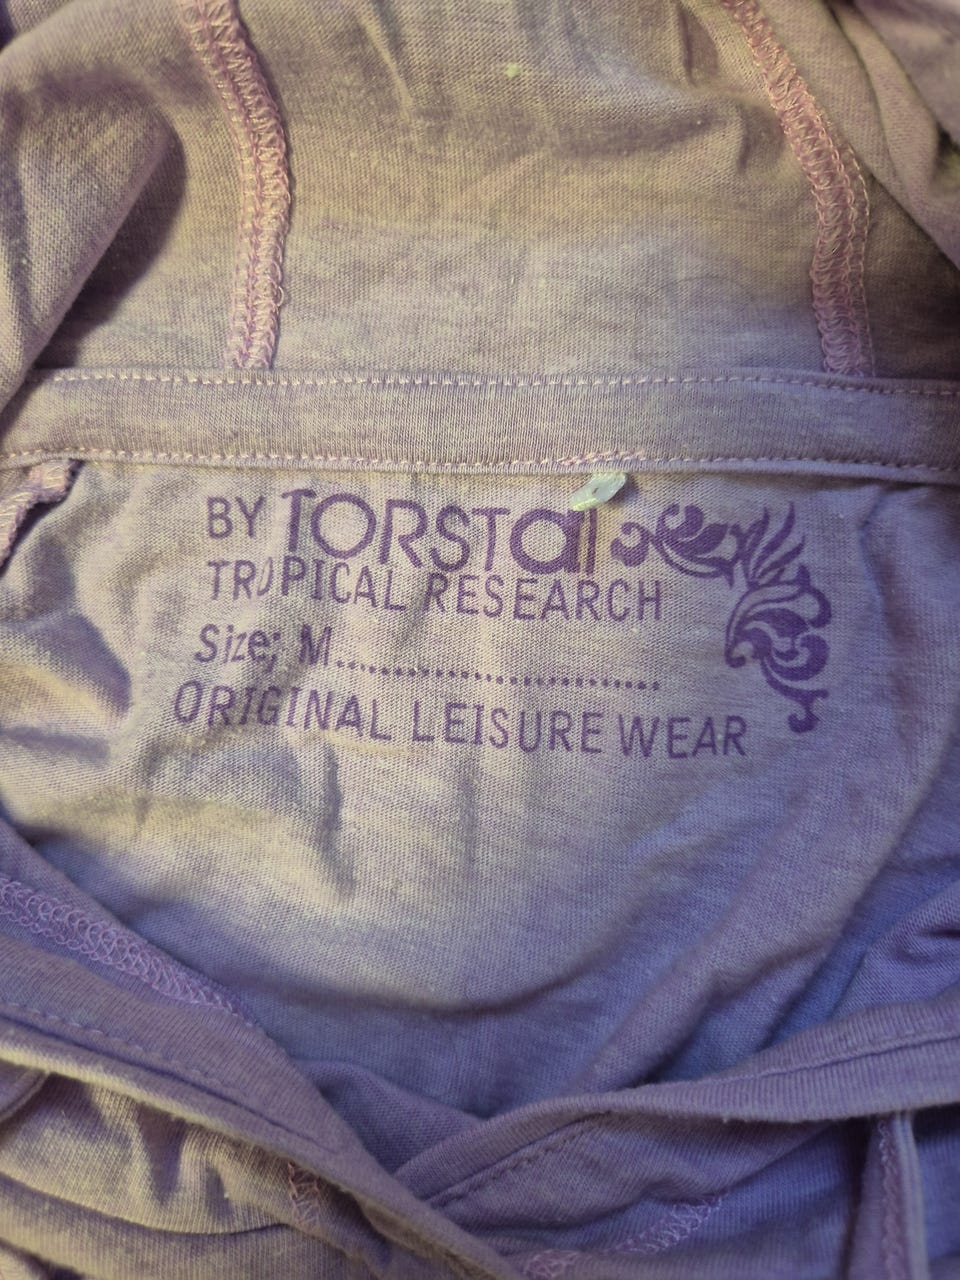 BY TORSTai
TROPICAL RESEARCH
Size; M........................................
ORIGINAL LEISURE WEAR